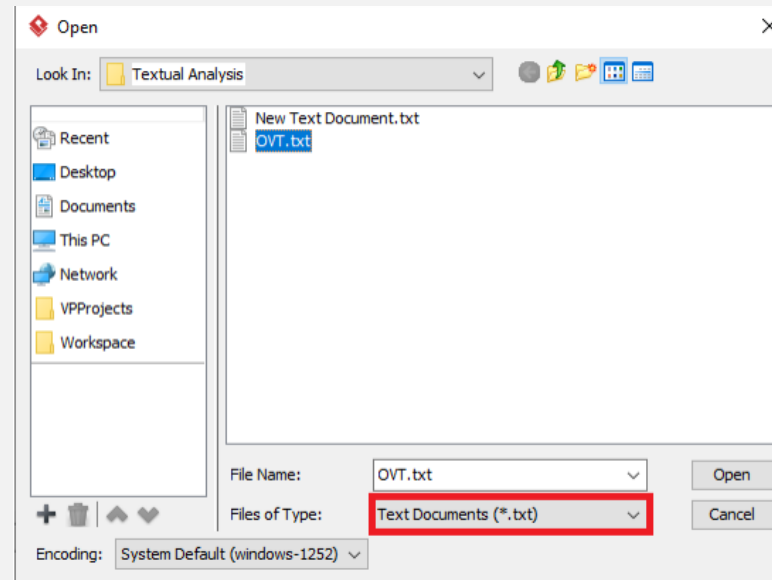 Open
Look In: Textual Analysis
Recent
Desktop
Documents
This PC
Network
VPProjects
Workspace
New Text Document.txt
OVT.txt
File Name: OVT.txt Open
Files of Type: Text Documents (*.txt) Cancel
Encoding: System Default (windows-1252)